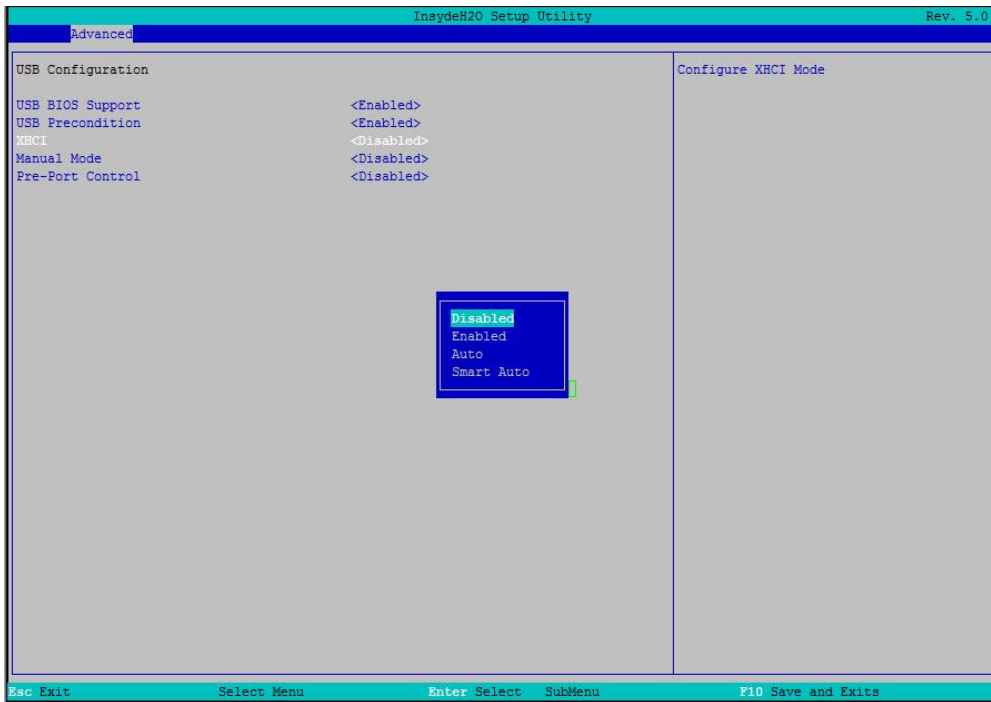 InsydeH2O Setup Utility Rev. 5.0
Advanced
USB Configuration
Configure XHCI Mode
USB BIOS Support <Enabled>
USB Precondition <Enabled>
XHCI <Disabled>
Manual Mode <Disabled>
Pre-Port Control <Disabled>
Disabled
Enabled
Auto
Smart Auto
Esc Exit Select Menu Enter Select SubMenu F10 Save and Exits